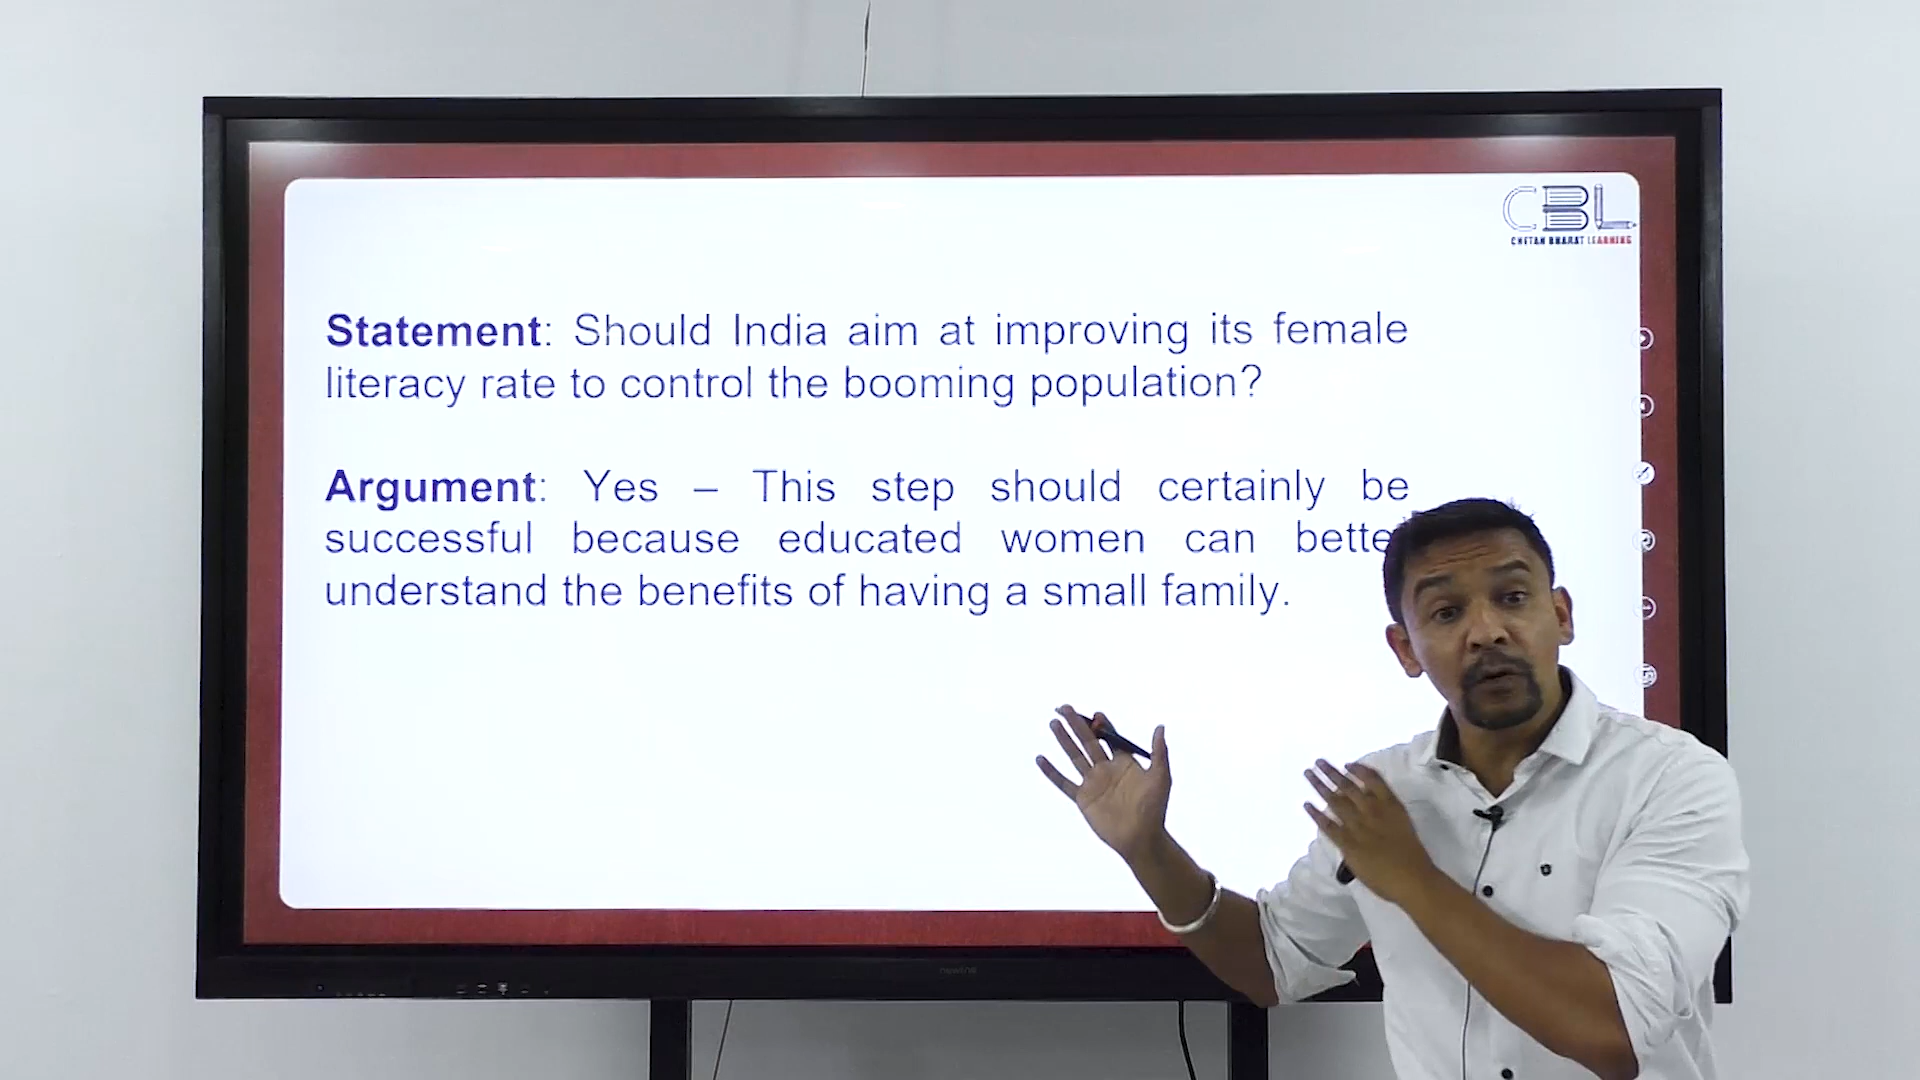 CBL
CHETAN BHARAT LEARNING
Statement: Should India aim at improving its female
literacy rate to control the booming population?
Argument: Yes – This step should certainly be
successful because educated women can better
understand the benefits of having a small family.
newline